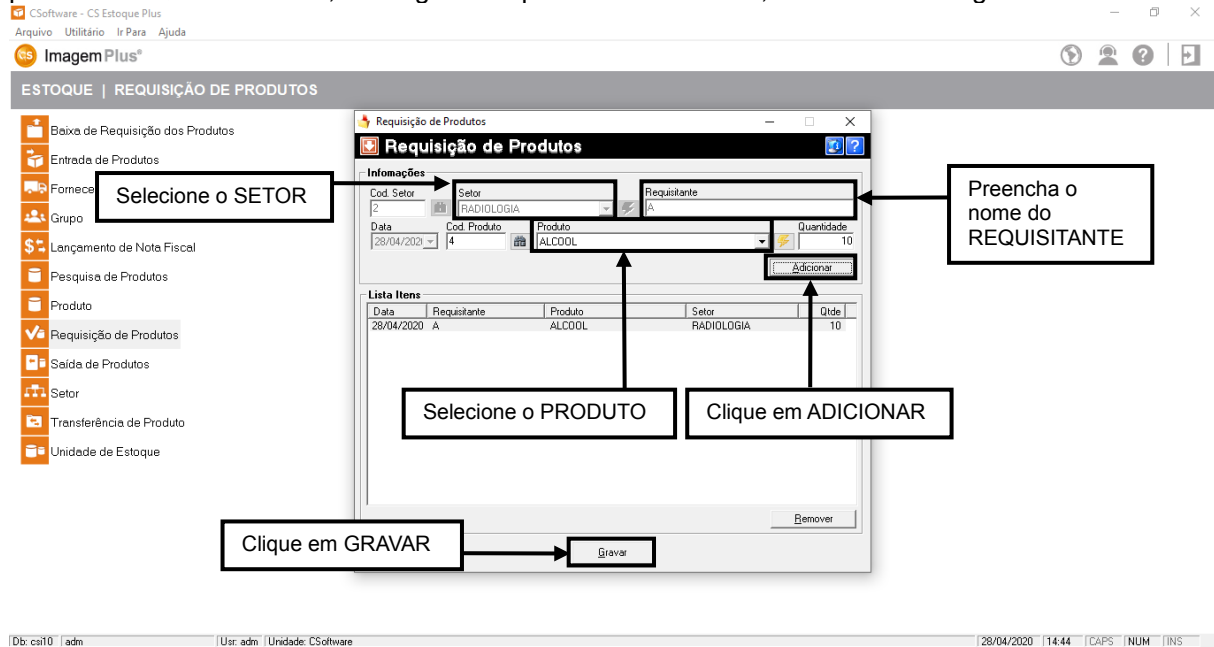 CSoftware - CS Estoque Plus
Arquivo Utilitário Ir Para Ajuda
CS ImagemPlus®
ESTOQUE | REQUISIÇÃO DE PRODUTOS
Baixa de Requisição dos Produtos
Entrada de Produtos
Fornece
Grupo
Lançamento de Nota Fiscal
Pesquisa de Produtos
Produto
Requisição de Produtos
Saída de Produtos
Setor
Transferência de Produto
Unidade de Estoque
Selecione o SETOR
Requisição de Produtos
Requisição de Produtos
Infomações
Cod. Setor Setor Requisitante
2 RADIOLOGIA A
Data Cod. Produto Produto Quantidade
28/04/202 4 ALCOOL 10
Adicionar
Preencha o
nome do
REQUISITANTE
Lista Itens
Data Requisitante Produto Setor Qtde
28/04/2020 A ALCOOL RADIOLOGIA 10
Selecione o PRODUTO
Clique em ADICIONAR
Remover
Clique em GRAVAR
Gravar
Db: csi10 adm Usr: adm Unidade: CSoftware 28/04/2020 14:44 CAPS NUM INS